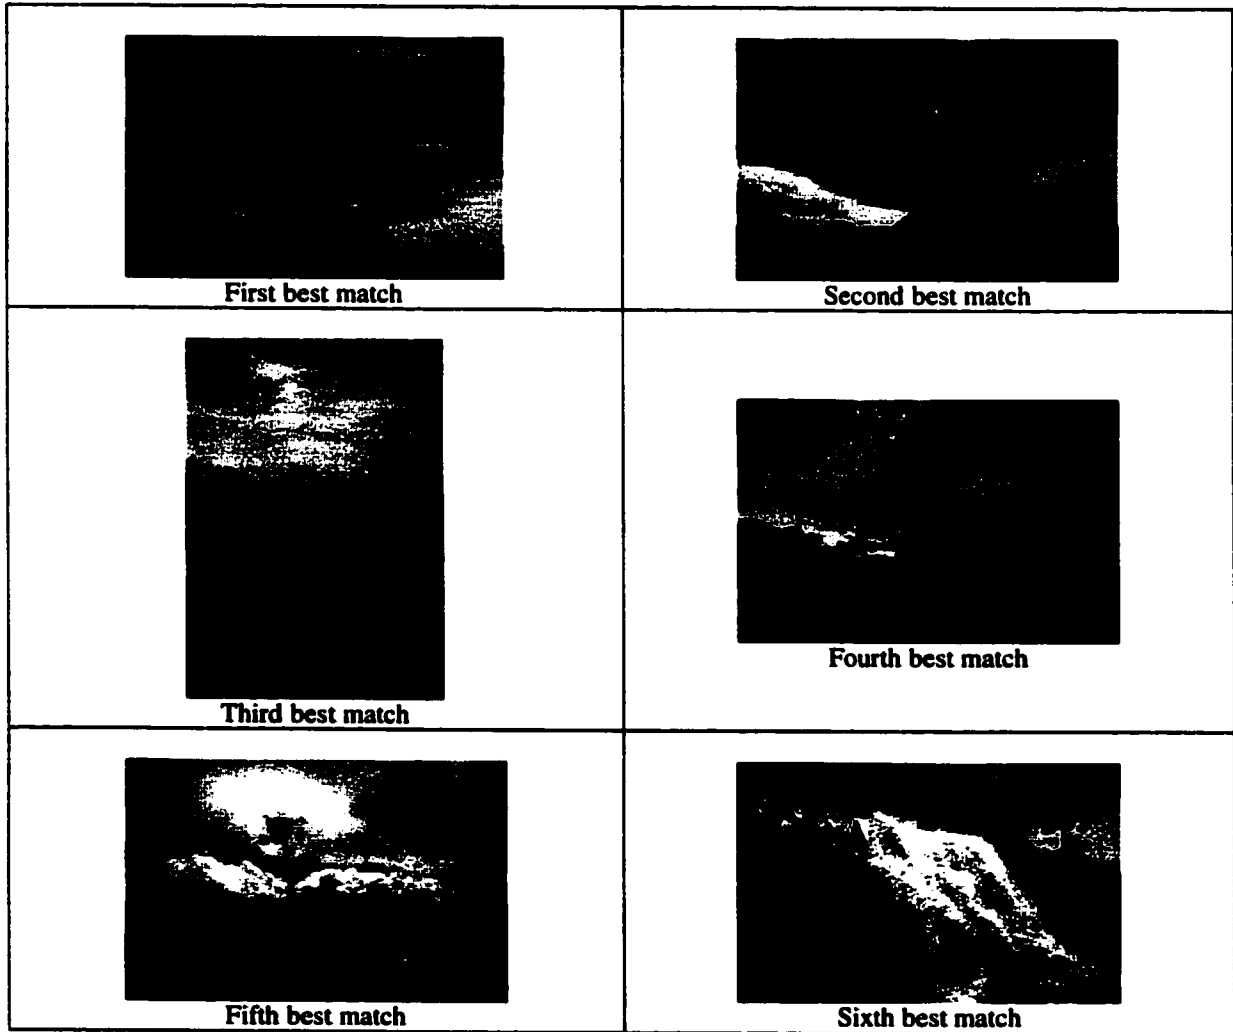 First best match
Second best match
Third best match
Fourth best match
Fifth best match
Sixth best match